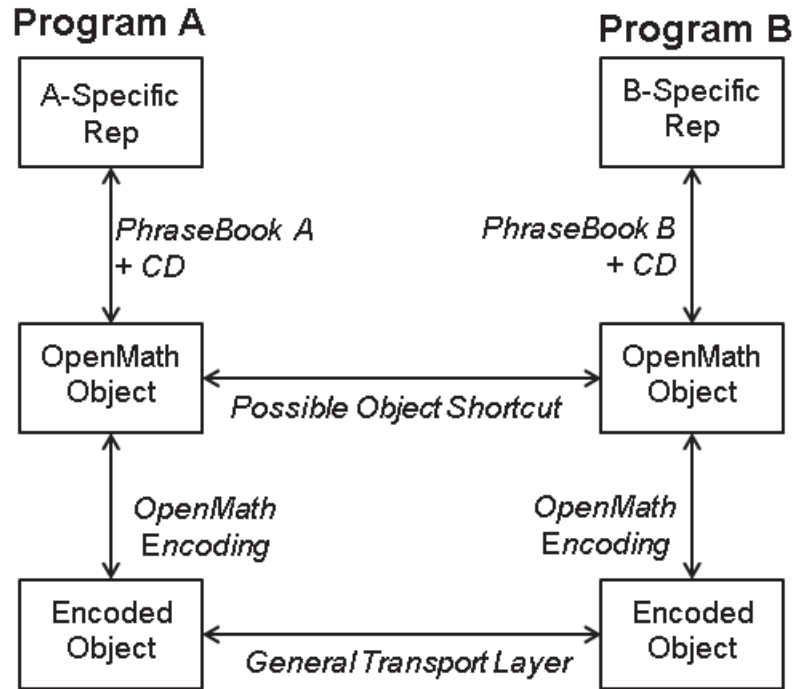 Program A
Program B
A-Specific
Rep
B-Specific
Rep
PhraseBook A
+ CD
PhraseBook B
+ CD
OpenMath
Object
OpenMath
Object
Possible Object Shortcut
OpenMath
Encoding
OpenMath
Encoding
Encoded
Object
Encoded
Object
General Transport Layer